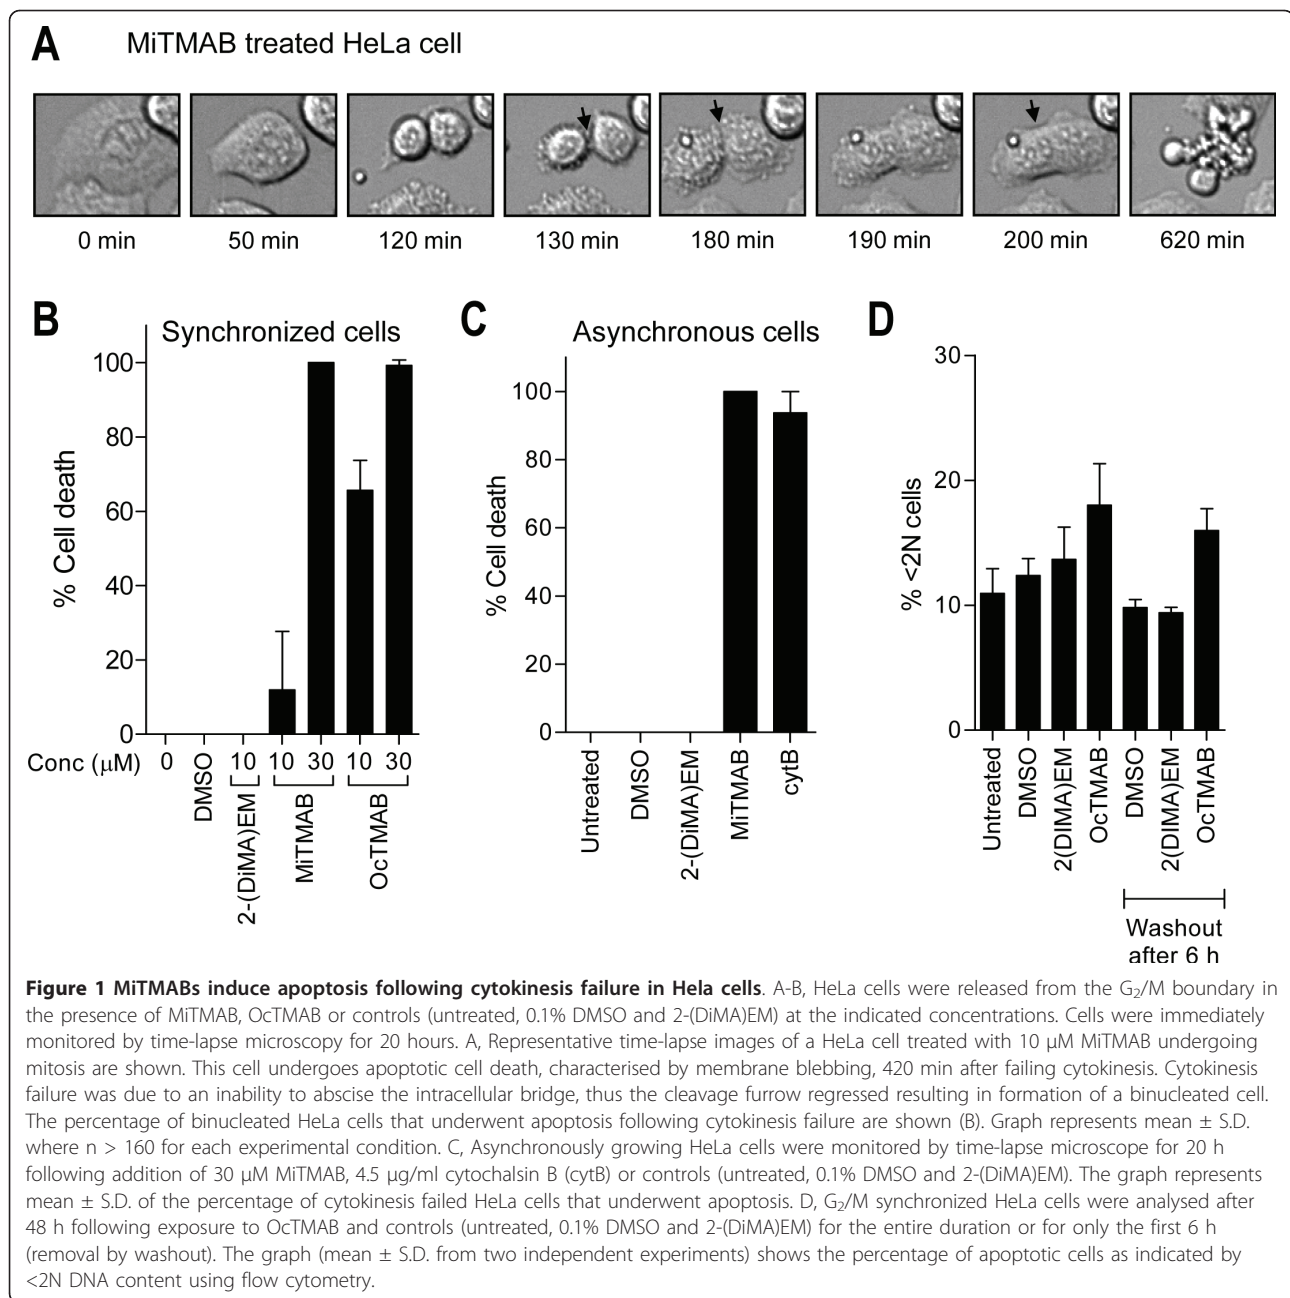 A MiTMAB treated HeLa cell
0 min 50 min 120 min 130 min 180 min 190 min 200 min 620 min
B Synchronized cells
% Cell death
100
80
60
40
20
0
Conc (µM) 0 DMSO 10 10 30 10 30
2-(DiMA)EM MiTMAB OcTMAB
C Asynchronous cells
% Cell death
100
80
60
40
20
0
Untreated DMSO 2-(DiMA)EM MiTMAB cytB
D
% <2N cells
30
20
10
0
Untreated DMSO 2(DIMA)EM OcTMAB DMSO 2(DIMA)EM OcTMAB
Washout
after 6 h
Figure 1 MiTMABs induce apoptosis following cytokinesis failure in Hela cells. A-B, HeLa cells were released from the G₂/M boundary in
the presence of MiTMAB, OcTMAB or controls (untreated, 0.1% DMSO and 2-(DiMA)EM) at the indicated concentrations. Cells were immediately
monitored by time-lapse microscopy for 20 hours. A, Representative time-lapse images of a HeLa cell treated with 10 µM MiTMAB undergoing
mitosis are shown. This cell undergoes apoptotic cell death, characterised by membrane blebbing, 420 min after failing cytokinesis. Cytokinesis
failure was due to an inability to abscise the intracellular bridge, thus the cleavage furrow regressed resulting in formation of a binucleated cell.
The percentage of binucleated HeLa cells that underwent apoptosis following cytokinesis failure are shown (B). Graph represents mean ± S.D.
where n > 160 for each experimental condition. C, Asynchronously growing HeLa cells were monitored by time-lapse microscope for 20 h
following addition of 30 µM MiTMAB, 4.5 µg/ml cytochalsin B (cytB) or controls (untreated, 0.1% DMSO and 2-(DiMA)EM). The graph represents
mean ± S.D. of the percentage of cytokinesis failed HeLa cells that underwent apoptosis. D, G₂/M synchronized HeLa cells were analysed after
48 h following exposure to OcTMAB and controls (untreated, 0.1% DMSO and 2-(DiMA)EM) for the entire duration or for only the first 6 h
(removal by washout). The graph (mean ± S.D. from two independent experiments) shows the percentage of apoptotic cells as indicated by
<2N DNA content using flow cytometry.